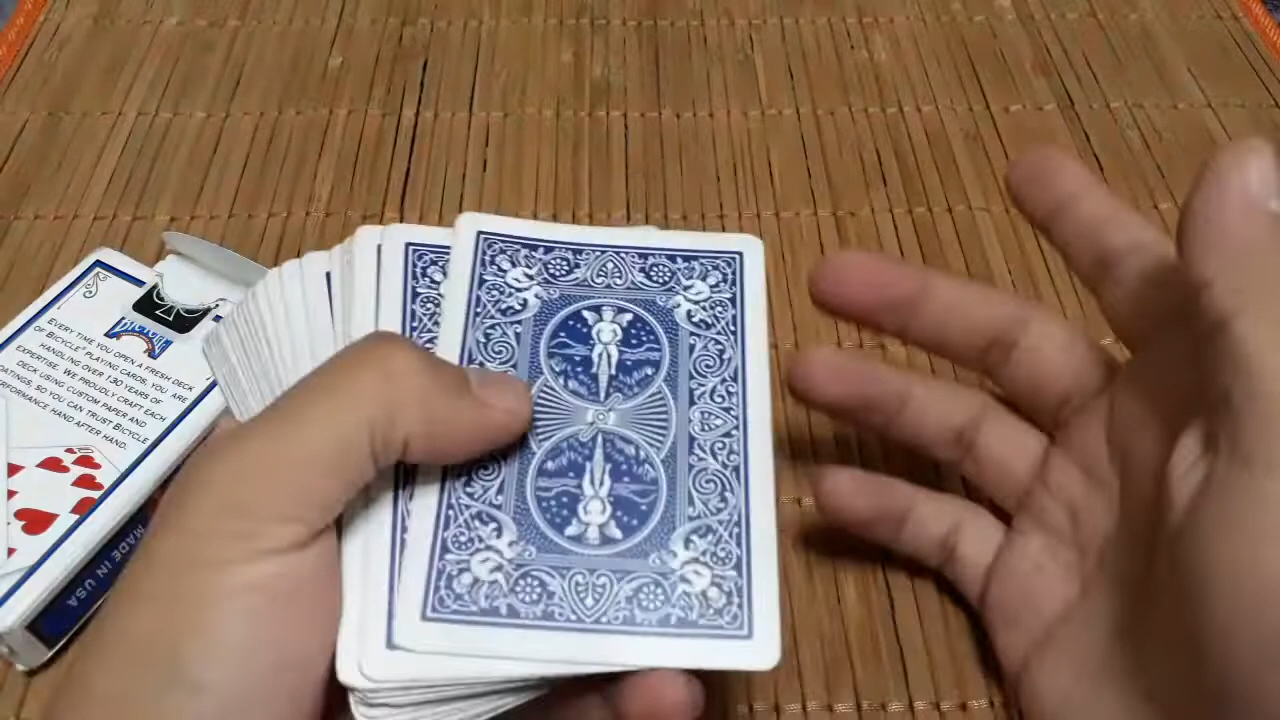 BICYCLE
EVERY TIME YOU OPEN A FRESH DECK
OF BICYCLE® PLAYING CARDS, YOU ARE
HANDLING OVER 130 YEARS OF
EXPERTISE. WE PROUDLY CRAFT EACH
DECK USING CUSTOM PAPER AND
COATINGS, SO YOU CAN TRUST BICYCLE
PERFORMANCE HAND AFTER HAND.
MADE IN USA